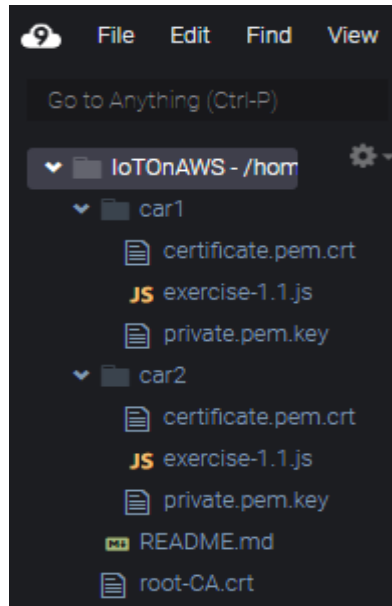 9 File Edit Find View
Go to Anything (Ctrl-P)
IoTOnAWS - /hom
car1
certificate.pem.crt
JS exercise-1.1.js
private.pem.key
car2
certificate.pem.crt
JS exercise-1.1.js
private.pem.key
M↓ README.md
root-CA.crt